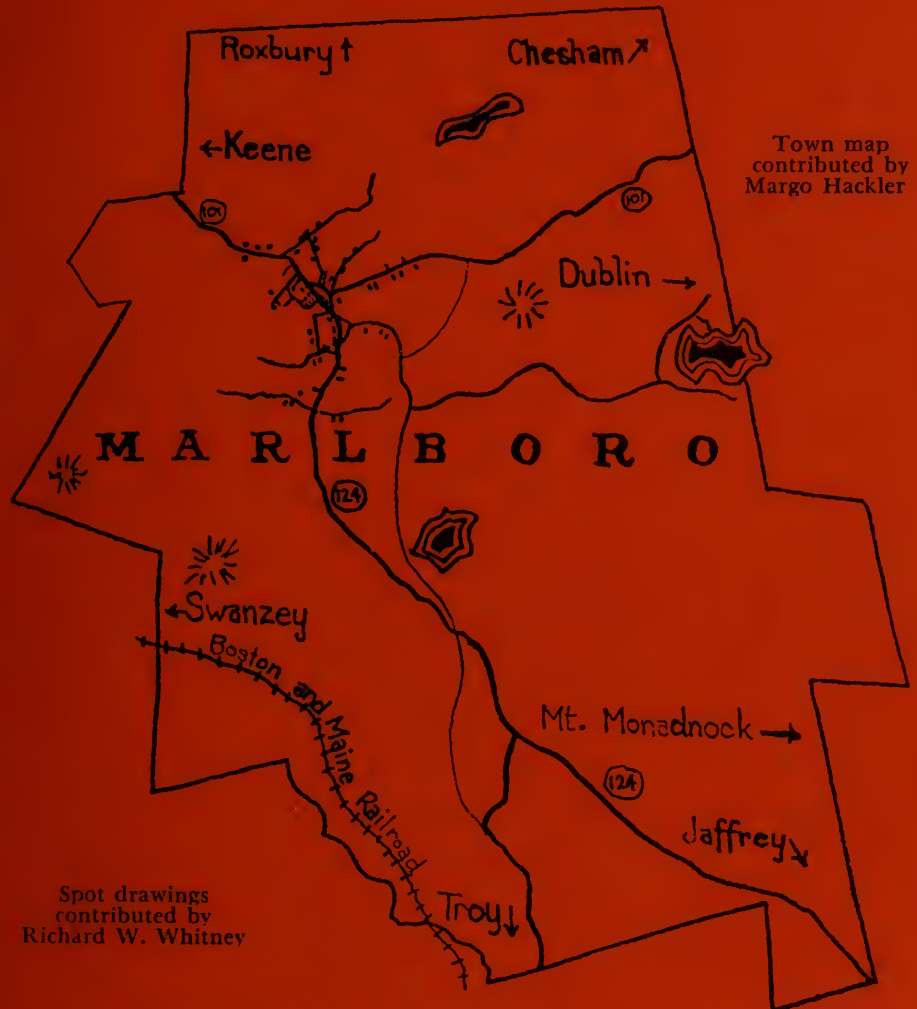 Roxbury ↑
Chesham ↗
←Keene
Town map
contributed by
Margo Hackler
101
101
Dublin →
MARLBORO
124
←Swanzey
Boston and Maine Railroad
Mt. Monadnock →
124
Jaffrey ↘
Spot drawings
contributed by
Richard W. Whitney
Troy ↓